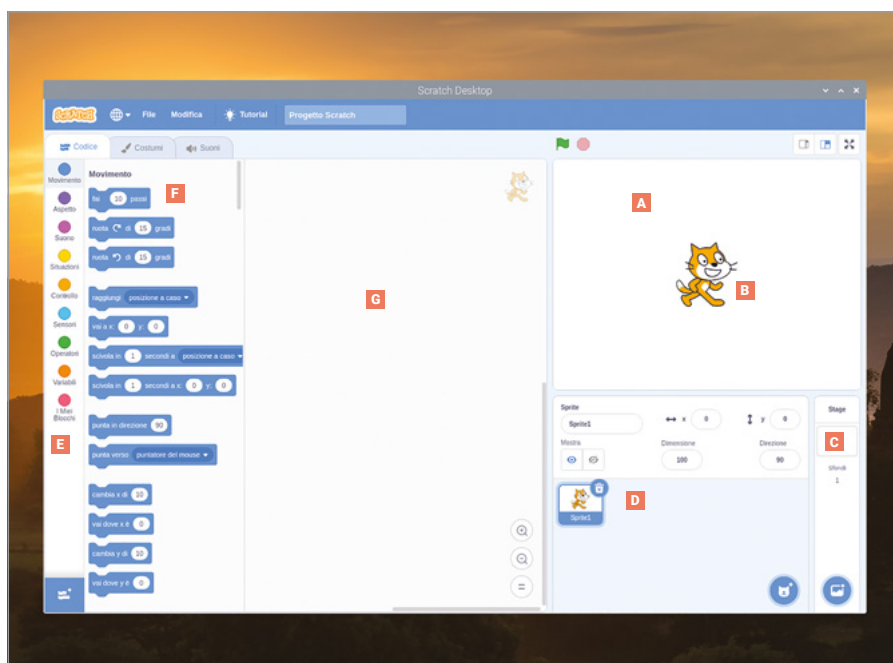 Scratch Desktop
SCRATCH
File
Modifica
Tutorial
Progetto Scratch
Codice
Costumi
Suoni
Movimento
Aspetto
Suono
Situazioni
Controllo
Sensori
Operatori
Variabili
I Miei
Blocchi
E
Movimento
F
fai 10 passi
ruota di 15 gradi
ruota di 15 gradi
raggiungi posizione a caso
vai a x: 0 y: 0
scivola in 1 secondi a posizione a caso
scivola in 1 secondi a x: 0 y: 0
punta in direzione 90
punta verso puntatore del mouse
cambia x di 10
vai dove x è 0
cambia y di 10
vai dove y è 0
G
=
A
B
Sprite
Sprite1
x 0
y 0
Mostra
Dimensione
100
Direzione
90
Sprite1
D
Stage
C
Sfondi
1